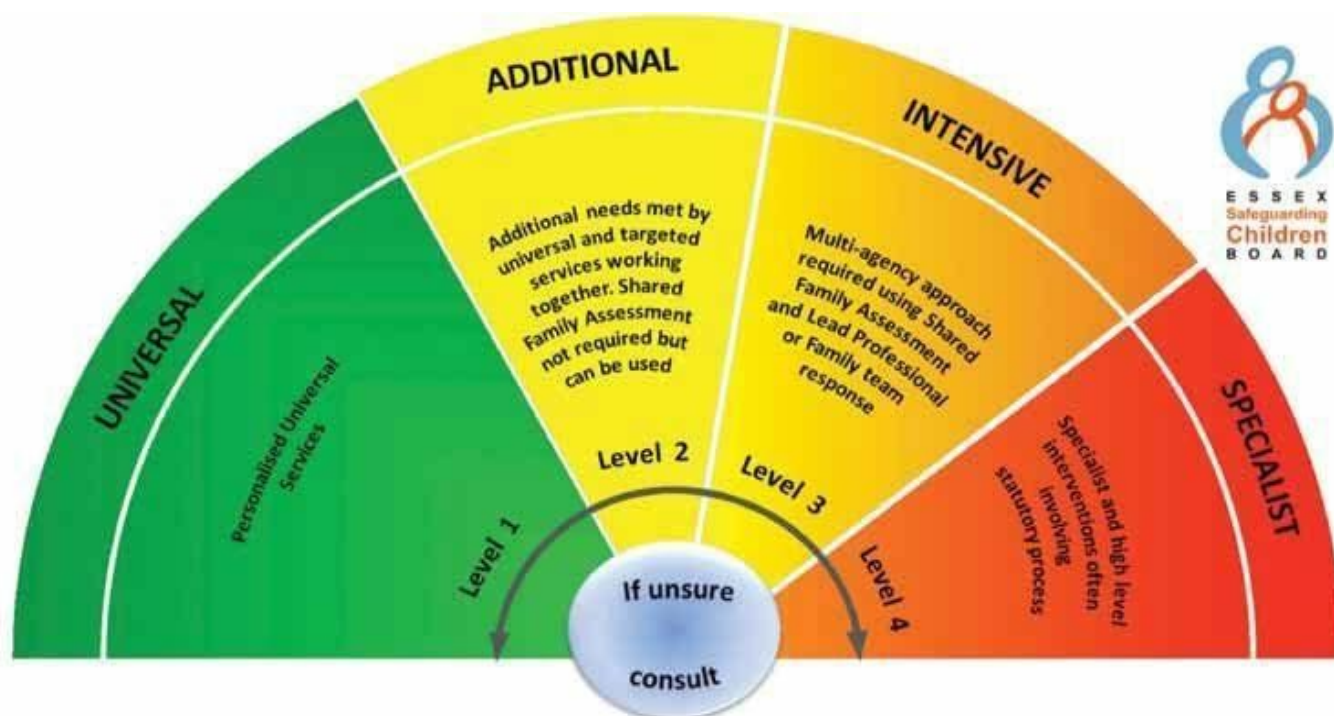 UNIVERSAL
Personalised Universal
Services
Level 1
ADDITIONAL
Additional needs met by
universal and targeted
services working
together. Shared
Family Assessment
not required but
can be used
Level 2
INTENSIVE
Multi-agency approach
required using Shared
Family Assessment
and Lead Professional
or Family team
response
Level 3
SPECIALIST
Specialist and high level
interventions often
involving
statutory process
Level 4
If unsure
consult
ESSEX
Safeguarding
Children
BOARD